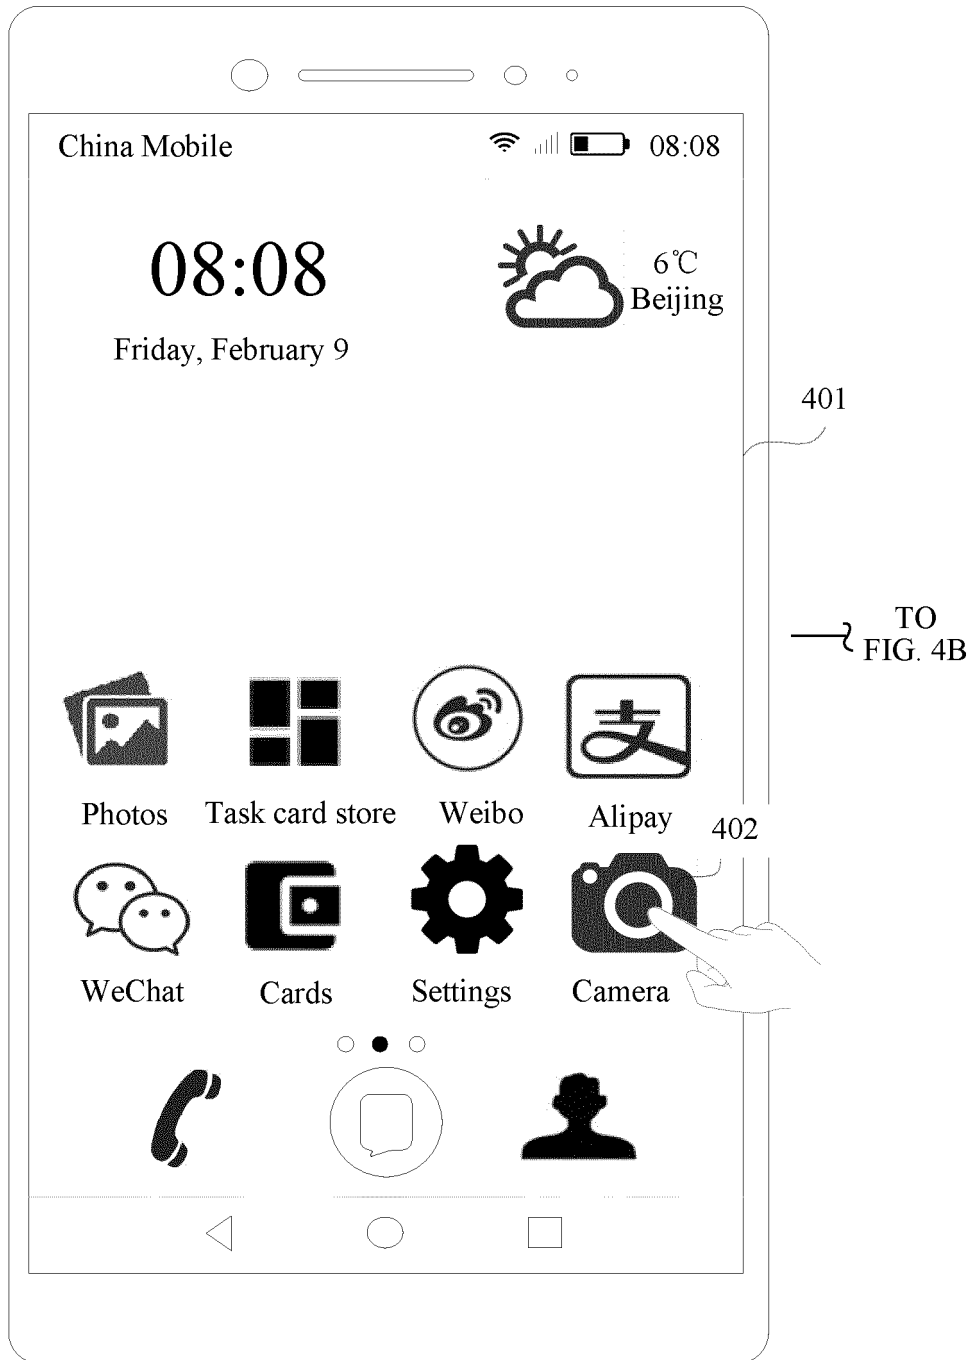 China Mobile 08:08
08:08
6℃
Beijing
Friday, February 9
401
TO
FIG. 4B
支
Photos Task card store Weibo Alipay
402
WeChat Cards Settings Camera